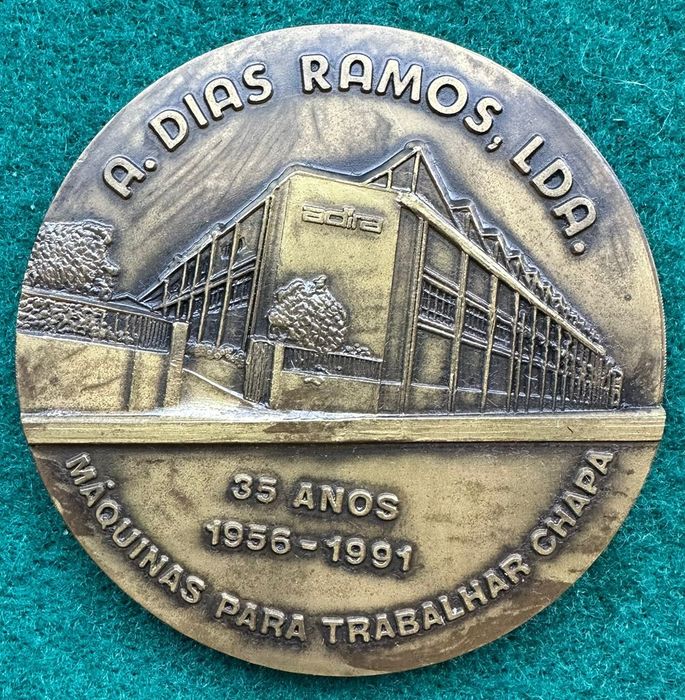 A. DIAS RAMOS, LDA.
adira
35 ANOS
1956-1991
MÁQUINAS PARA TRABALHAR CHAPA